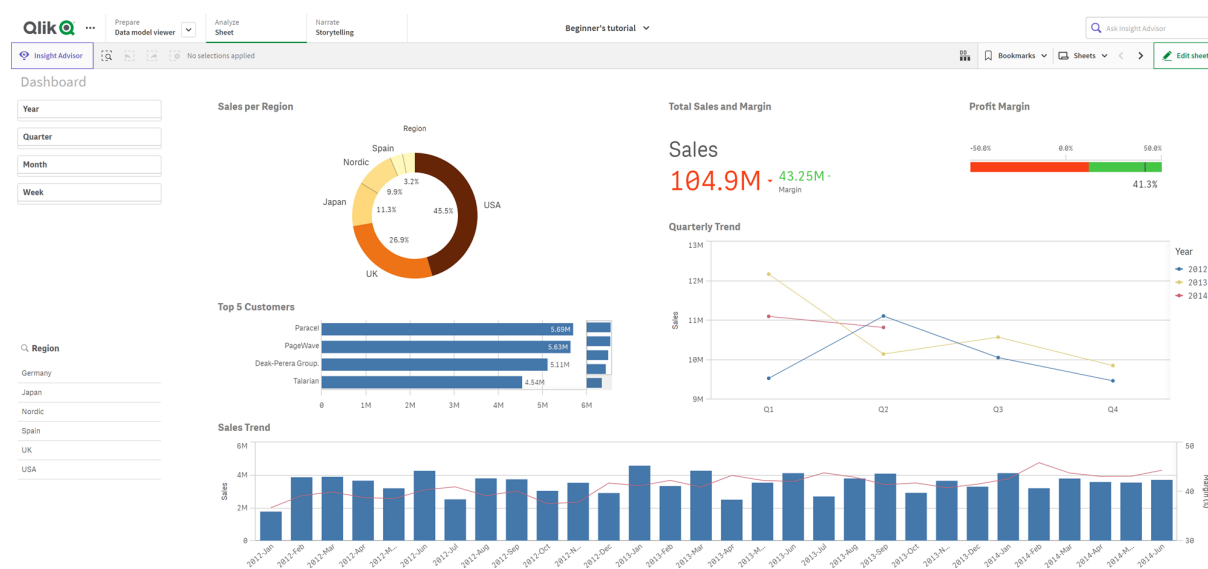 Qlik
Prepare
Data model viewer
Analyze
Sheet
Narrate
Storytelling
Beginner's tutorial
Ask Insight Advisor
Insight Advisor
No selections applied
Bookmarks
Sheets
Edit sheet
Dashboard
Year
Quarter
Month
Week
Region
Germany
Japan
Nordic
Spain
UK
USA
Sales per Region
Region
Spain
Nordic
Japan
UK
USA
3.2%
9.9%
11.3%
26.9%
45.5%
Total Sales and Margin
Sales
104.9M
43.25M
Margin
Profit Margin
-50.0% 0.0% 50.0%
41.3%
Top 5 Customers
Paracel 5.69M
PageWave 5.63M
Deak-Perera Group. 5.11M
Talarian 4.54M
0 1M 2M 3M 4M 5M 6M
Quarterly Trend
13M
12M
11M
10M
9M
Sales
Q1 Q2 Q3 Q4
Year
2012
2013
2014
Sales Trend
6M
4M
2M
0
Sales
50
40
30
Margin (%)
2012-Jan 2012-Feb 2012-Mar 2012-Apr 2012-M... 2012-Jun 2012-Jul 2012-Aug 2012-Sep 2012-Oct 2012-N... 2012-Dec 2013-Jan 2013-Feb 2013-Mar 2013-Apr 2013-M... 2013-Jun 2013-Jul 2013-Aug 2013-Sep 2013-Oct 2013-N... 2013-Dec 2014-Jan 2014-Feb 2014-Mar 2014-Apr 2014-M... 2014-Jun